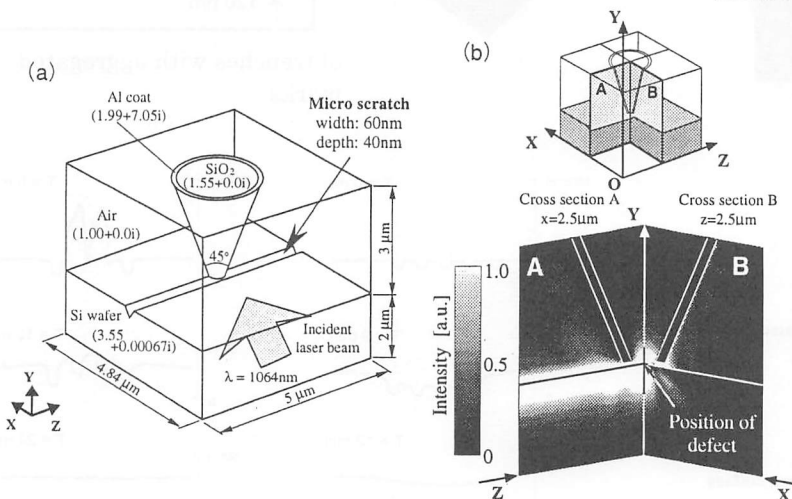 (a)
Al coat
(1.99+7.05i)
Micro scratch
width: 60nm
depth: 40nm
SiO₂
(1.55+0.0i)
Air
(1.00+0.0i)
45°
3 μm
Si wafer
(3.55
+0.00067i)
Incident
laser beam
2 μm
λ = 1064nm
4.84 μm
5 μm
Y
X
Z
(b)
Y
A
B
X
Z
O
Cross section A
x=2.5μm
Y
Cross section B
z=2.5μm
A
B
1.0
0.5
0
Intensity [a.u.]
Position of
defect
Z
X